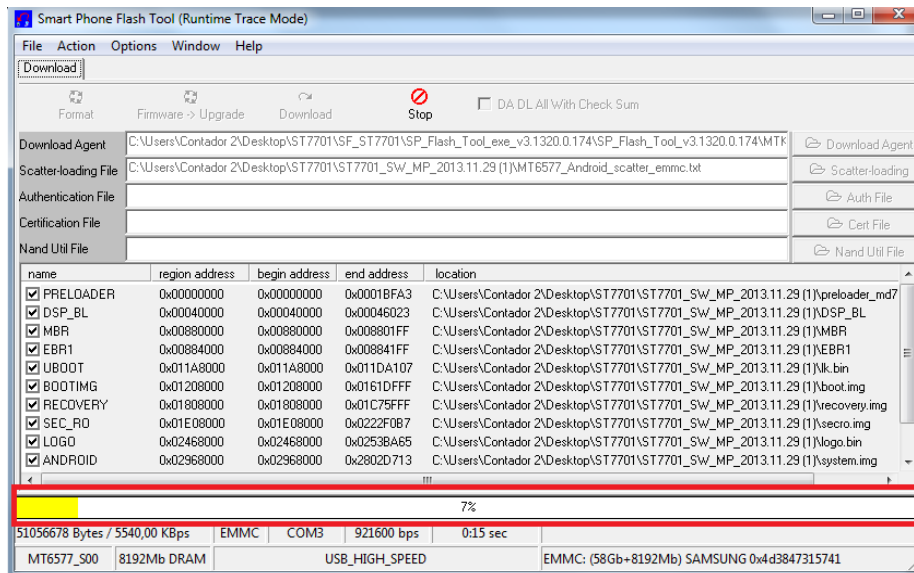 Smart Phone Flash Tool (Runtime Trace Mode)
File Action Options Window Help
Download
Format Firmware -> Upgrade Download Stop DA DL All With Check Sum
Download Agent C:\Users\Contador 2\Desktop\ST7701\SF_ST7701\SP_Flash_Tool_exe_v3.1320.0.174\SP_Flash_Tool_v3.1320.0.174\MTK Download Agent
Scatter-loading File C:\Users\Contador 2\Desktop\ST7701\ST7701_SW_MP_2013.11.29 (1)\MT6577_Android_scatter_emmc.txt Scatter-loading
Authentication File Auth File
Certification File Cert File
Nand Util File Nand Util File
name region address begin address end address location
PRELOADER 0x00000000 0x00000000 0x0001BFA3 C:\Users\Contador 2\Desktop\ST7701\ST7701_SW_MP_2013.11.29 (1)\preloader_md7
DSP_BL 0x00040000 0x00040000 0x00046023 C:\Users\Contador 2\Desktop\ST7701\ST7701_SW_MP_2013.11.29 (1)\DSP_BL
MBR 0x00880000 0x00880000 0x008801FF C:\Users\Contador 2\Desktop\ST7701\ST7701_SW_MP_2013.11.29 (1)\MBR
EBR1 0x00884000 0x00884000 0x008841FF C:\Users\Contador 2\Desktop\ST7701\ST7701_SW_MP_2013.11.29 (1)\EBR1
UBOOT 0x011A8000 0x011A8000 0x011DA107 C:\Users\Contador 2\Desktop\ST7701\ST7701_SW_MP_2013.11.29 (1)\lk.bin
BOOTIMG 0x01208000 0x01208000 0x0161DFFF C:\Users\Contador 2\Desktop\ST7701\ST7701_SW_MP_2013.11.29 (1)\boot.img
RECOVERY 0x01808000 0x01808000 0x01C75FFF C:\Users\Contador 2\Desktop\ST7701\ST7701_SW_MP_2013.11.29 (1)\recovery.img
SEC_RO 0x01E08000 0x01E08000 0x0222F0B7 C:\Users\Contador 2\Desktop\ST7701\ST7701_SW_MP_2013.11.29 (1)\secro.img
LOGO 0x02468000 0x02468000 0x0253BA65 C:\Users\Contador 2\Desktop\ST7701\ST7701_SW_MP_2013.11.29 (1)\logo.bin
ANDROID 0x02968000 0x02968000 0x2802D713 C:\Users\Contador 2\Desktop\ST7701\ST7701_SW_MP_2013.11.29 (1)\system.img
7%
51056678 Bytes / 5540,00 KBps EMMC COM3 921600 bps 0:15 sec
MT6577_S00 8192Mb DRAM USB_HIGH_SPEED EMMC: (58Gb+8192Mb) SAMSUNG 0x4d3847315741